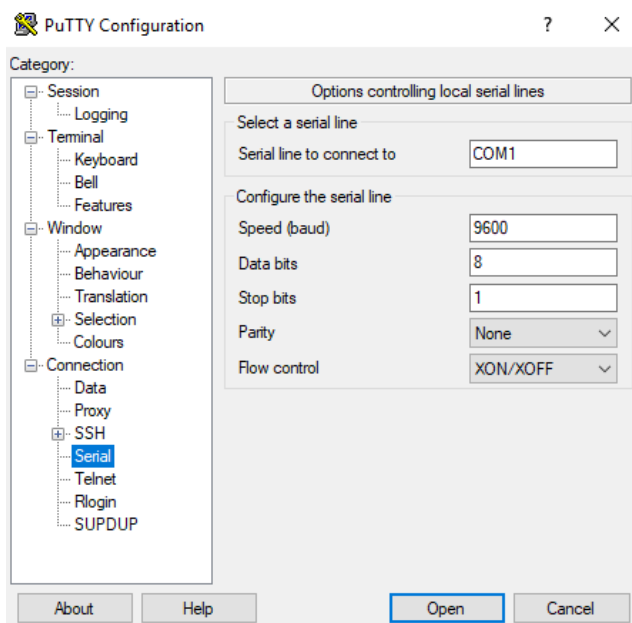 PuTTY Configuration
?
Category:
Session
Logging
Terminal
Keyboard
Bell
Features
Window
Appearance
Behaviour
Translation
Selection
Colours
Connection
Data
Proxy
SSH
Serial
Telnet
Rlogin
SUPDUP
Options controlling local serial lines
Select a serial line
Serial line to connect to COM1
Configure the serial line
Speed (baud) 9600
Data bits 8
Stop bits 1
Parity None
Flow control XON/XOFF
About Help Open Cancel